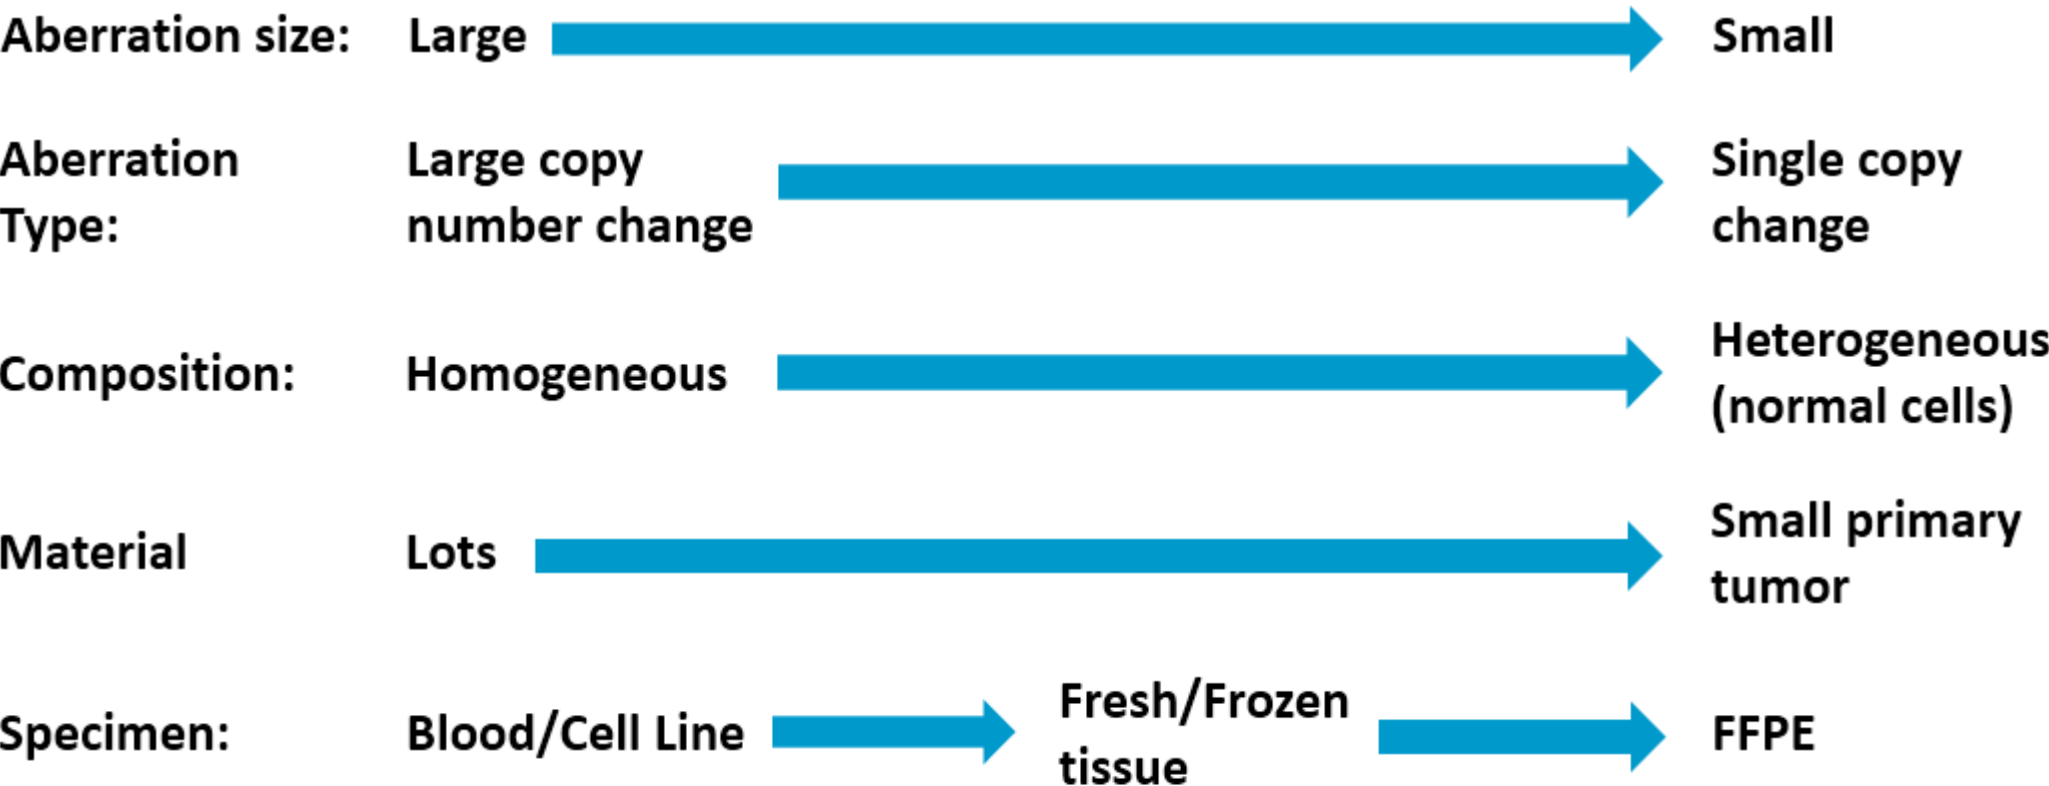 Aberration size: Large Small
Aberration Large copy Single copy
Type: number change change
Heterogeneous
Composition: Homogeneous
(normal cells)
Small primary
Material Lots
tumor
Fresh/Frozen
Specimen: Blood/Cell Line FFPE
tissue